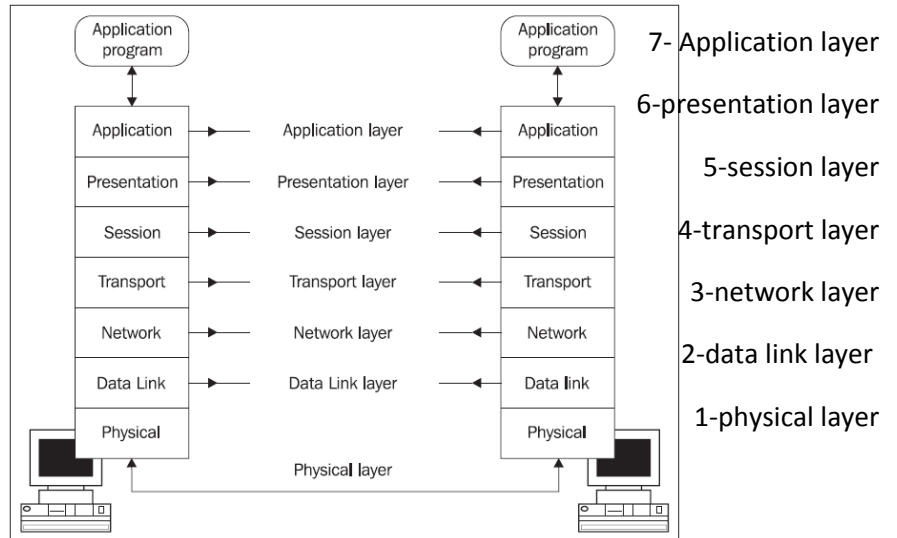 Application
program
Application
program
7- Application layer
Application
Application layer
Application
6-presentation layer
Presentation
Presentation layer
Presentation
5-session layer
Session
Session layer
Session
4-transport layer
Transport
Transport layer
Transport
3-network layer
Network
Network layer
Network
2-data link layer
Data Link
Data Link layer
Data link
1-physical layer
Physical
Physical
Physical layer